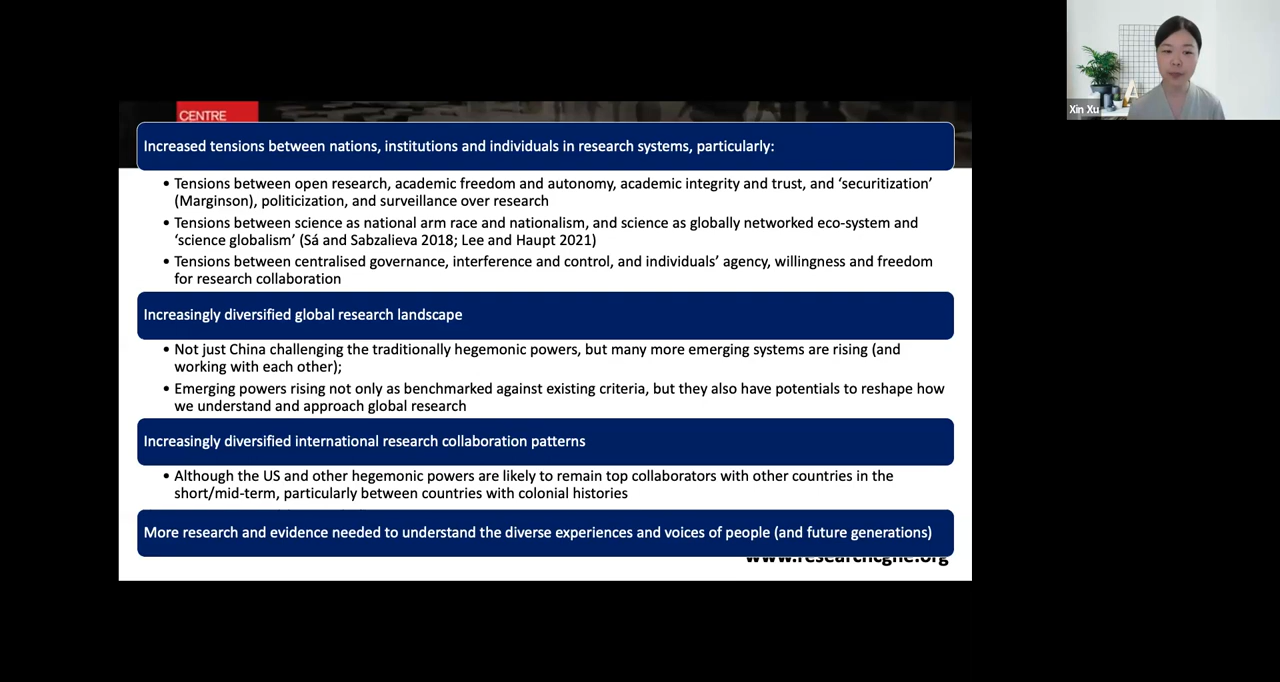 CENTRE
Increased tensions between nations, institutions and individuals in research systems, particularly:
• Tensions between open research, academic freedom and autonomy, academic integrity and trust, and ‘securitization’
(Marginson), politicization, and surveillance over research
• Tensions between science as national arm race and nationalism, and science as globally networked eco-system and
‘science globalism’ (Sá and Sabzalieva 2018; Lee and Haupt 2021)
• Tensions between centralised governance, interference and control, and individuals’ agency, willingness and freedom
for research collaboration
Increasingly diversified global research landscape
• Not just China challenging the traditionally hegemonic powers, but many more emerging systems are rising (and
working with each other);
• Emerging powers rising not only as benchmarked against existing criteria, but they also have potentials to reshape how
we understand and approach global research
Increasingly diversified international research collaboration patterns
• Although the US and other hegemonic powers are likely to remain top collaborators with other countries in the
short/mid-term, particularly between countries with colonial histories
More research and evidence needed to understand the diverse experiences and voices of people (and future generations)
www.researchcghe.org
Xin Xu
A